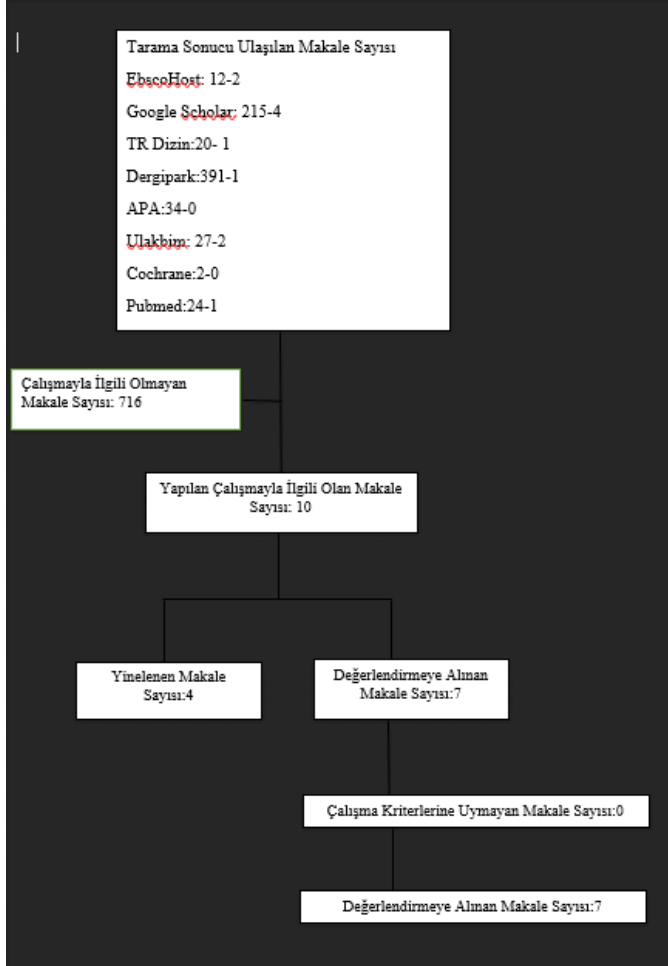 Tarama Sonucu Ulaşılan Makale Sayısı
EbscoHost: 12-2
Google Scholar: 215-4
TR Dizin:20- 1
Dergipark:391-1
APA:34-0
Ulakbim: 27-2
Cochrane:2-0
Pubmed:24-1
Çalışmayla İlgili Olmayan
Makale Sayısı: 716
Yapılan Çalışmayla İlgili Olan Makale
Sayısı: 10
Yinelenen Makale
Sayısı:4
Değerlendirmeye Alınan
Makale Sayısı:7
Çalışma Kriterlerine Uymayan Makale Sayısı:0
Değerlendirmeye Alınan Makale Sayısı:7